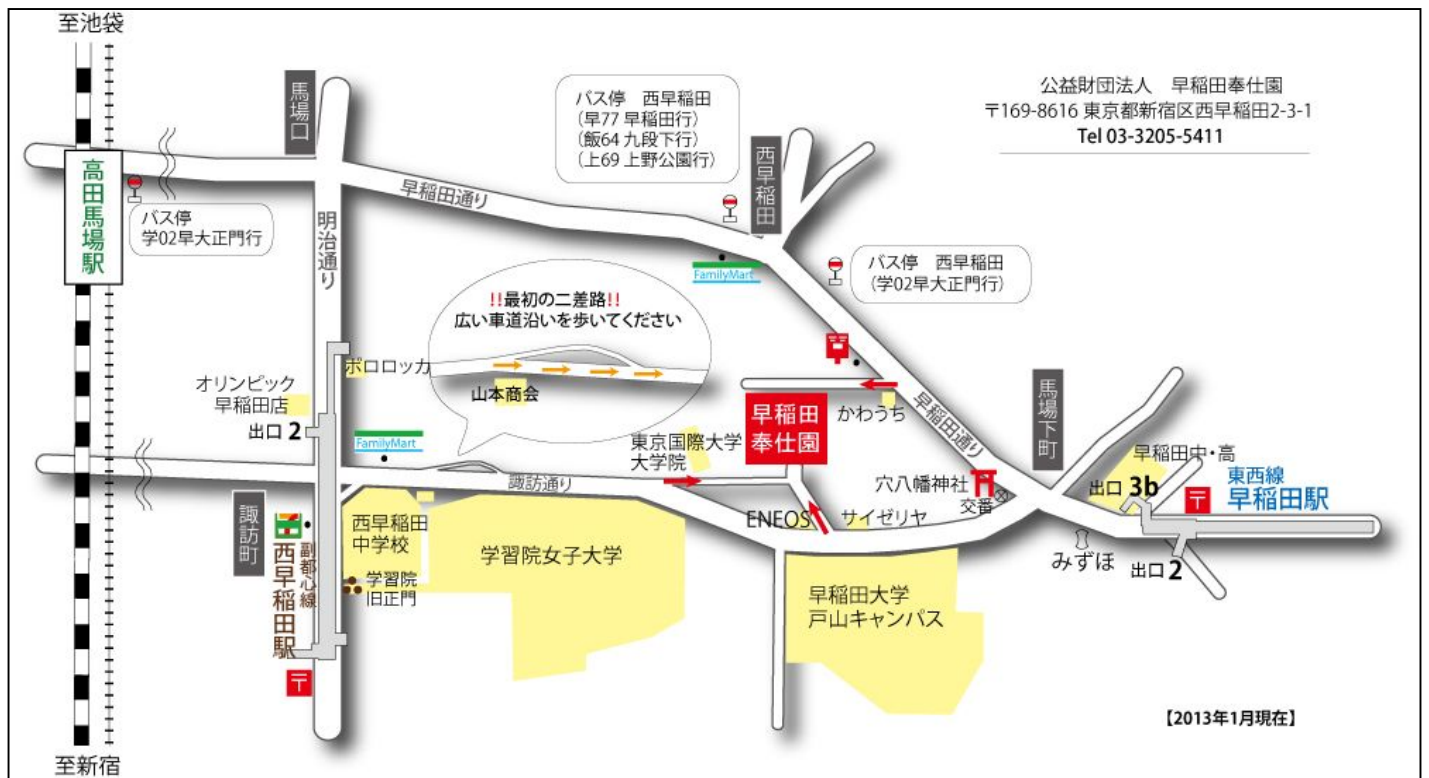 至池袋
高田馬場駅
バス停
学02早大正門行
馬場口
明治通り
早稲田通り
バス停 西早稲田
(早77 早稲田行)
(飯64 九段下行)
(上69 上野公園行)
西早稲田
公益財団法人 早稲田奉仕園
〒169-8616 東京都新宿区西早稲田2-3-1
Tel 03-3205-5411
FamilyMart
バス停 西早稲田
(学02早大正門行)
!!最初の二差路!!
広い車道沿いを歩いてください
山本商会
ポロロッカ
オリンピック
早稲田店
出口 2
FamilyMart
諏訪通り
東京国際大学
大学院
早稲田
奉仕園
かわうち
早稲田通り
馬場下町
早稲田中・高
出口 3b
〒
東西線
早稲田駅
穴八幡神社
交番
ENEOS
サイゼリヤ
みずほ
出口 2
諏訪町
副都心線
西早稲田駅
〒
西早稲田
中学校
学習院
旧正門
学習院女子大学
早稲田大学
戸山キャンパス
【2013年1月現在】
至新宿